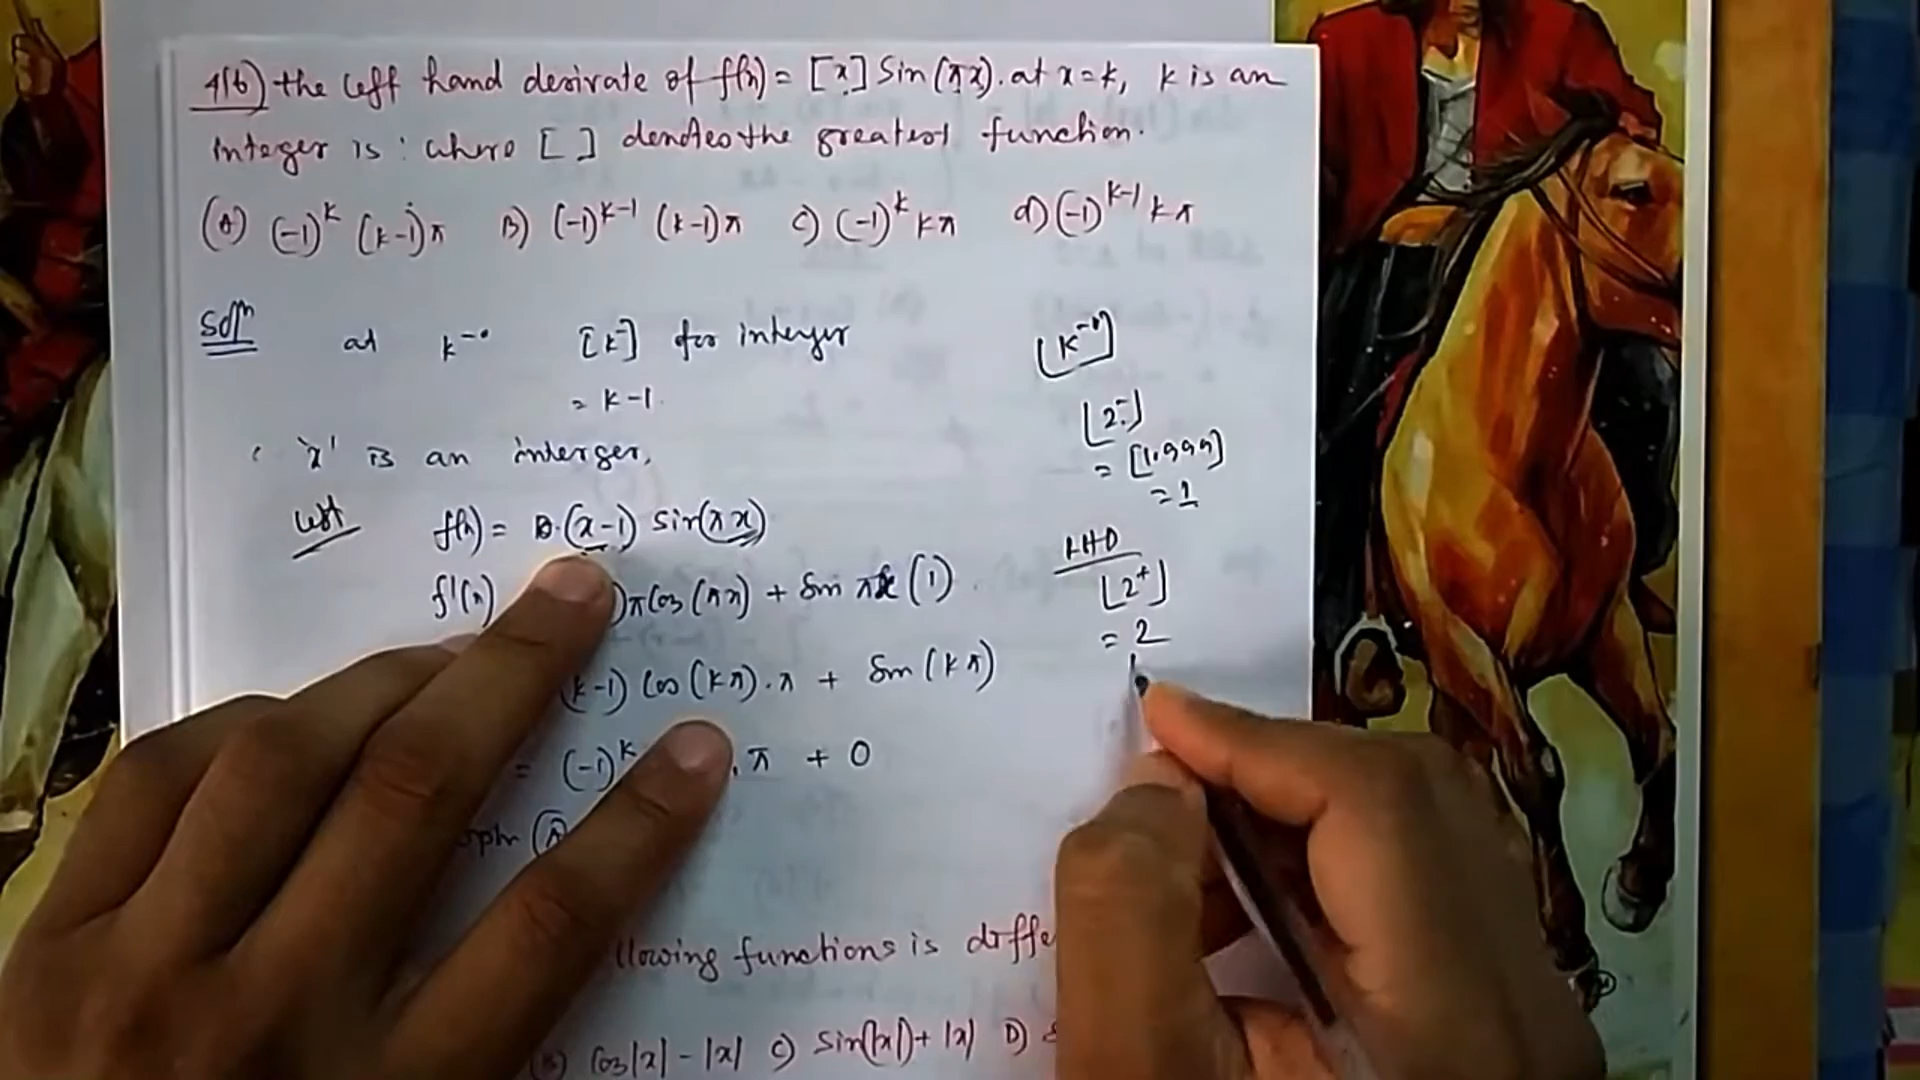 4(b) the left hand derivate of f(x) = [x] Sin(πx). at x=k, k is an
integer is: where [ ] denotes the greatest function.
(A) (-1)^k (k-1)π B) (-1)^k-1 (k-1)π C) (-1)^k kπ d) (-1)^k-1 kπ
Soln at k-0 [k-] for interger
[k-0]
= k-1.
[2-]
= [1.999]
= 1
'x' is an interger,
left f(x) = (x-1) sin(πx)
f'(x) )π Cos(πx) + Sin πx (1)
LHD
[2+]
= 2
(k-1) Cos(kπ).π + Sin(kπ)
= (-1)^k .π + 0
llowing functions is diffe
B) Cos|x| - |x| C) Sin(|x|)+|x| D)